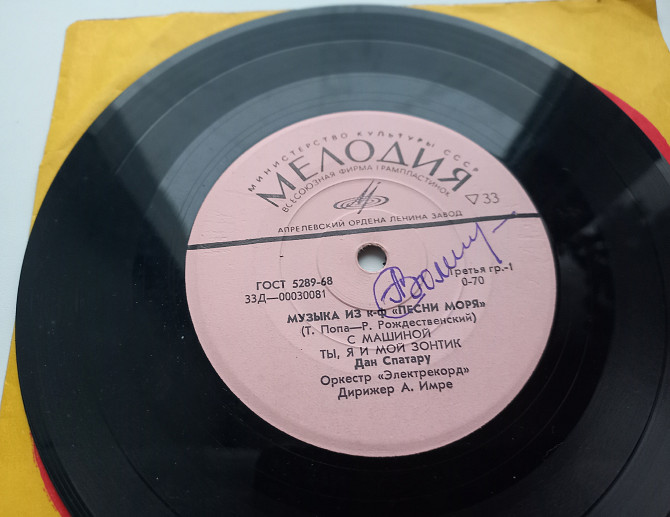 МИНИСТЕРСТВО КУЛЬТУРЫ СССР
МЕЛОДИЯ
ВСЕСОЮЗНАЯ ФИРМА ГРАМПЛАСТИНОК
АПРЕЛЕВСКИЙ ОРДЕНА ЛЕНИНА ЗАВОД
▽33
ГОСТ 5289-68
33Д—00030081
Третья гр.-1
0-70
МУЗЫКА ИЗ К-Ф «ПЕСНИ МОРЯ»
(Т. Попа—Р. Рождественский)
С МАШИНОЙ
ТЫ, Я И МОЙ ЗОНТИК
Дан Спатару
Оркестр «Электрекорд»
Дирижер А. Имре